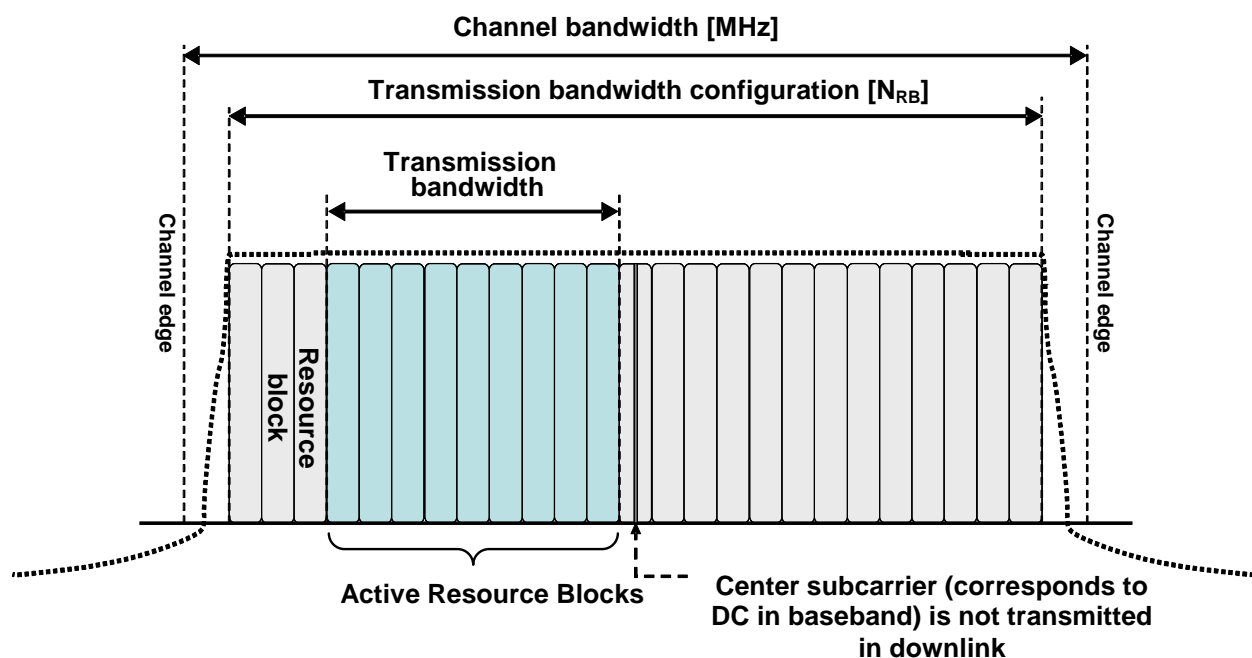 Channel bandwidth [MHz]
Transmission bandwidth configuration [NRB]
Transmission
bandwidth
Channel edge
Channel edge
Resource
block
Active Resource Blocks
Center subcarrier (corresponds to
DC in baseband) is not transmitted
in downlink